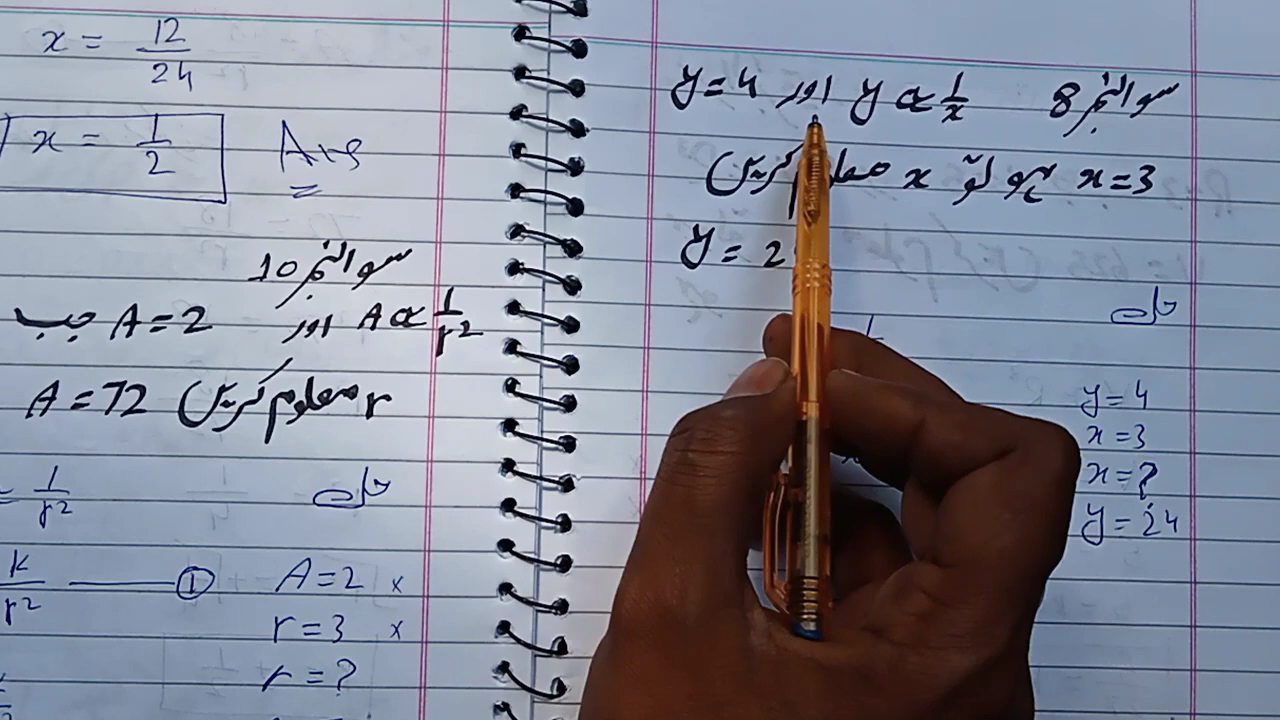 x = 12/24
x = 1/2 Ans
سوال نمبر 10
A ∝ 1/r² اور A = 2 جب
r معلوم کریں A = 72
حل
= 1/r²
k/r² ——— ①
A = 2 ×
r = 3 ×
r = ?
سوال نمبر 8 y ∝ 1/x اور y = 4
x = 3 ہو تو x معلوم کریں
y = 2
حل
y = 4
x = 3
x = ?
y = 24